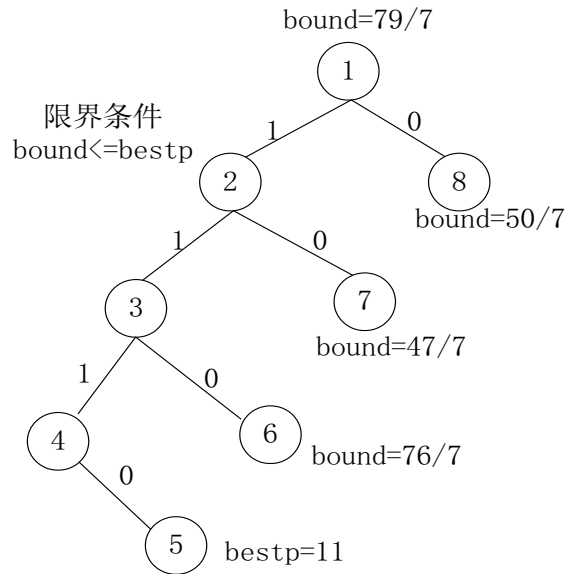 bound=79/7
1
限界条件
bound<=bestp
1
0
2
8
bound=50/7
1
0
3
7
bound=47/7
1
0
4
6
bound=76/7
0
5
bestp=11